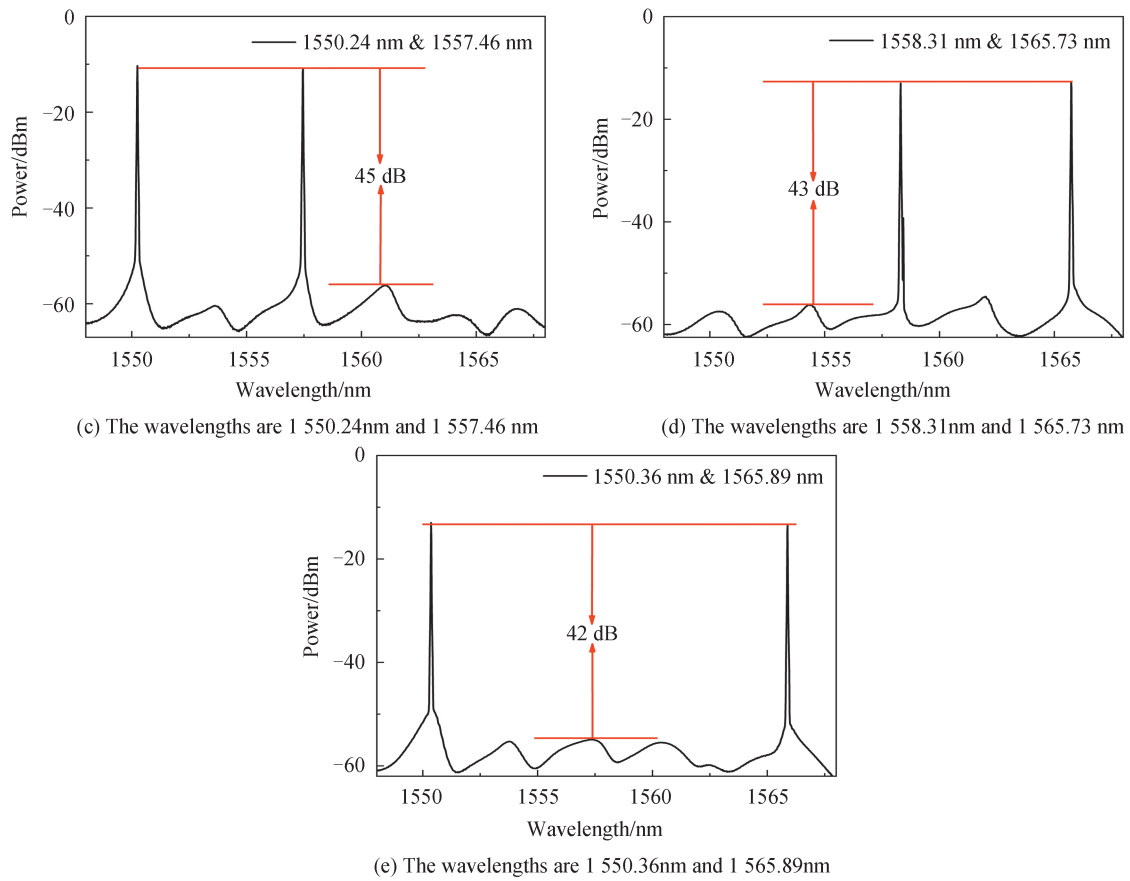 0
−20
−40
−60
Power/dBm
1550.24 nm & 1557.46 nm
45 dB
1550
1555
1560
1565
Wavelength/nm
(c) The wavelengths are 1 550.24nm and 1 557.46 nm
0
−20
−40
−60
Power/dBm
1558.31 nm & 1565.73 nm
43 dB
1550
1555
1560
1565
Wavelength/nm
(d) The wavelengths are 1 558.31nm and 1 565.73 nm
0
−20
−40
−60
Power/dBm
1550.36 nm & 1565.89 nm
42 dB
1550
1555
1560
1565
Wavelength/nm
(e) The wavelengths are 1 550.36nm and 1 565.89nm